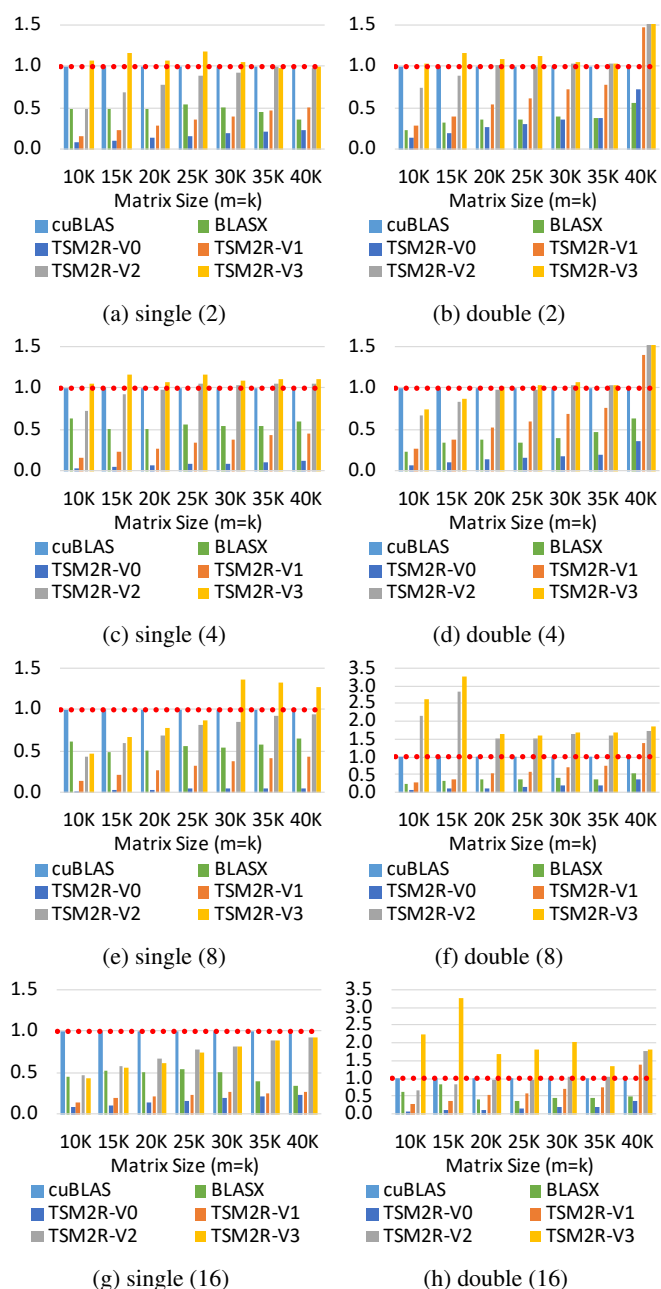 1.5
1.0
0.5
0.0
10K 15K 20K 25K 30K 35K 40K
Matrix Size (m=k)
cuBLAS BLASX
TSM2R-V0 TSM2R-V1
TSM2R-V2 TSM2R-V3
(a) single (2)
1.5
1.0
0.5
0.0
10K 15K 20K 25K 30K 35K 40K
Matrix Size (m=k)
cuBLAS BLASX
TSM2R-V0 TSM2R-V1
TSM2R-V2 TSM2R-V3
(b) double (2)
1.5
1.0
0.5
0.0
10K 15K 20K 25K 30K 35K 40K
Matrix Size (m=k)
cuBLAS BLASX
TSM2R-V0 TSM2R-V1
TSM2R-V2 TSM2R-V3
(c) single (4)
1.5
1.0
0.5
0.0
10K 15K 20K 25K 30K 35K 40K
Matrix Size (m=k)
cuBLAS BLASX
TSM2R-V0 TSM2R-V1
TSM2R-V2 TSM2R-V3
(d) double (4)
1.5
1.0
0.5
0.0
10K 15K 20K 25K 30K 35K 40K
Matrix Size (m=k)
cuBLAS BLASX
TSM2R-V0 TSM2R-V1
TSM2R-V2 TSM2R-V3
(e) single (8)
3.5
3.0
2.5
2.0
1.5
1.0
0.5
0.0
10K 15K 20K 25K 30K 35K 40K
Matrix Size (m=k)
cuBLAS BLASX
TSM2R-V0 TSM2R-V1
TSM2R-V2 TSM2R-V3
(f) double (8)
1.5
1.0
0.5
0.0
10K 15K 20K 25K 30K 35K 40K
Matrix Size (m=k)
cuBLAS BLASX
TSM2R-V0 TSM2R-V1
TSM2R-V2 TSM2R-V3
(g) single (16)
3.5
3.0
2.5
2.0
1.5
1.0
0.5
0.0
10K 15K 20K 25K 30K 35K 40K
Matrix Size (m=k)
cuBLAS BLASX
TSM2R-V0 TSM2R-V1
TSM2R-V2 TSM2R-V3
(h) double (16)